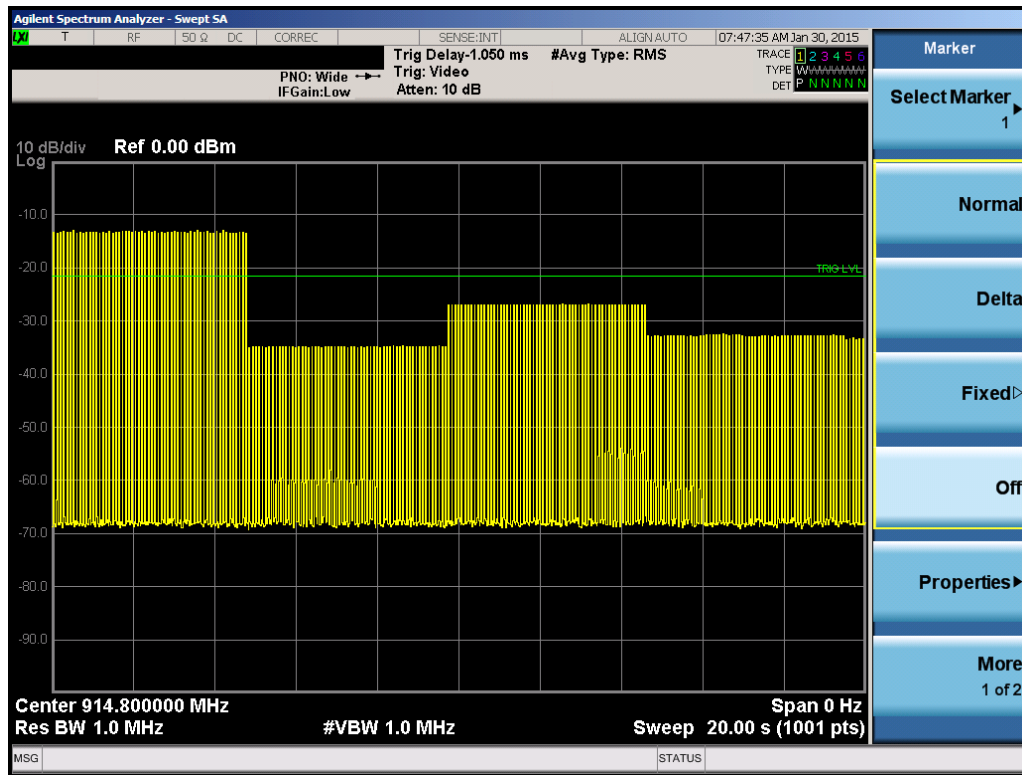 Agilent Spectrum Analyzer - Swept SA
LXI T RF 50 Ω DC CORREC SENSE:INT ALIGN AUTO 07:47:35 AM Jan 30, 2015
Trig Delay-1.050 ms #Avg Type: RMS TRACE 1 2 3 4 5 6
PNO: Wide Trig: Video TYPE WWWWWW
IFGain:Low Atten: 10 dB DET P N N N N N
10 dB/div Ref 0.00 dBm
Log
-10.0
-20.0
TRIG LVL
-30.0
-40.0
-50.0
-60.0
-70.0
-80.0
-90.0
Center 914.800000 MHz Span 0 Hz
Res BW 1.0 MHz #VBW 1.0 MHz Sweep 20.00 s (1001 pts)
MSG STATUS
Marker
Select Marker
1
Normal
Delta
Fixed
Off
Properties
More
1 of 2